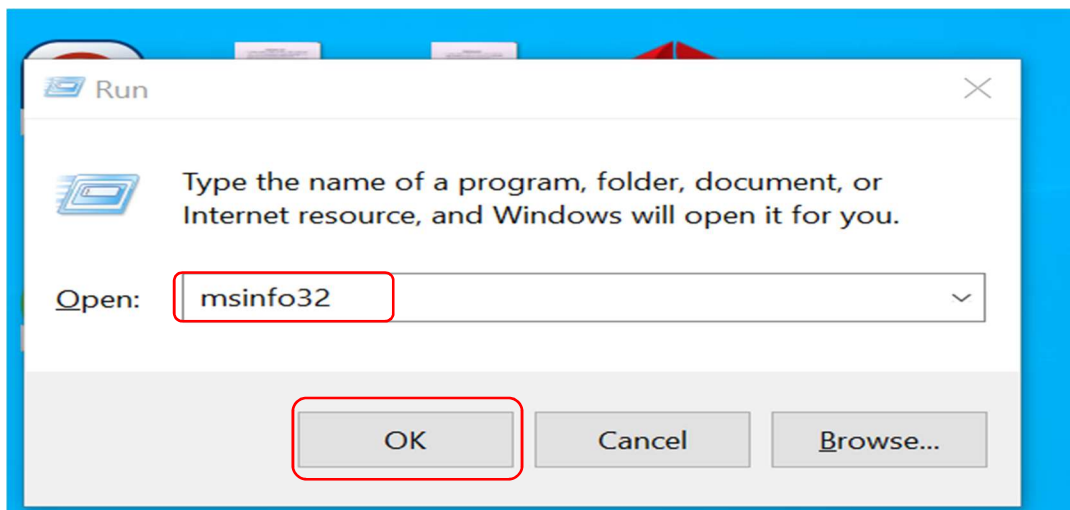 Run
Type the name of a program, folder, document, or
Internet resource, and Windows will open it for you.
Open: msinfo32
OK Cancel Browse...